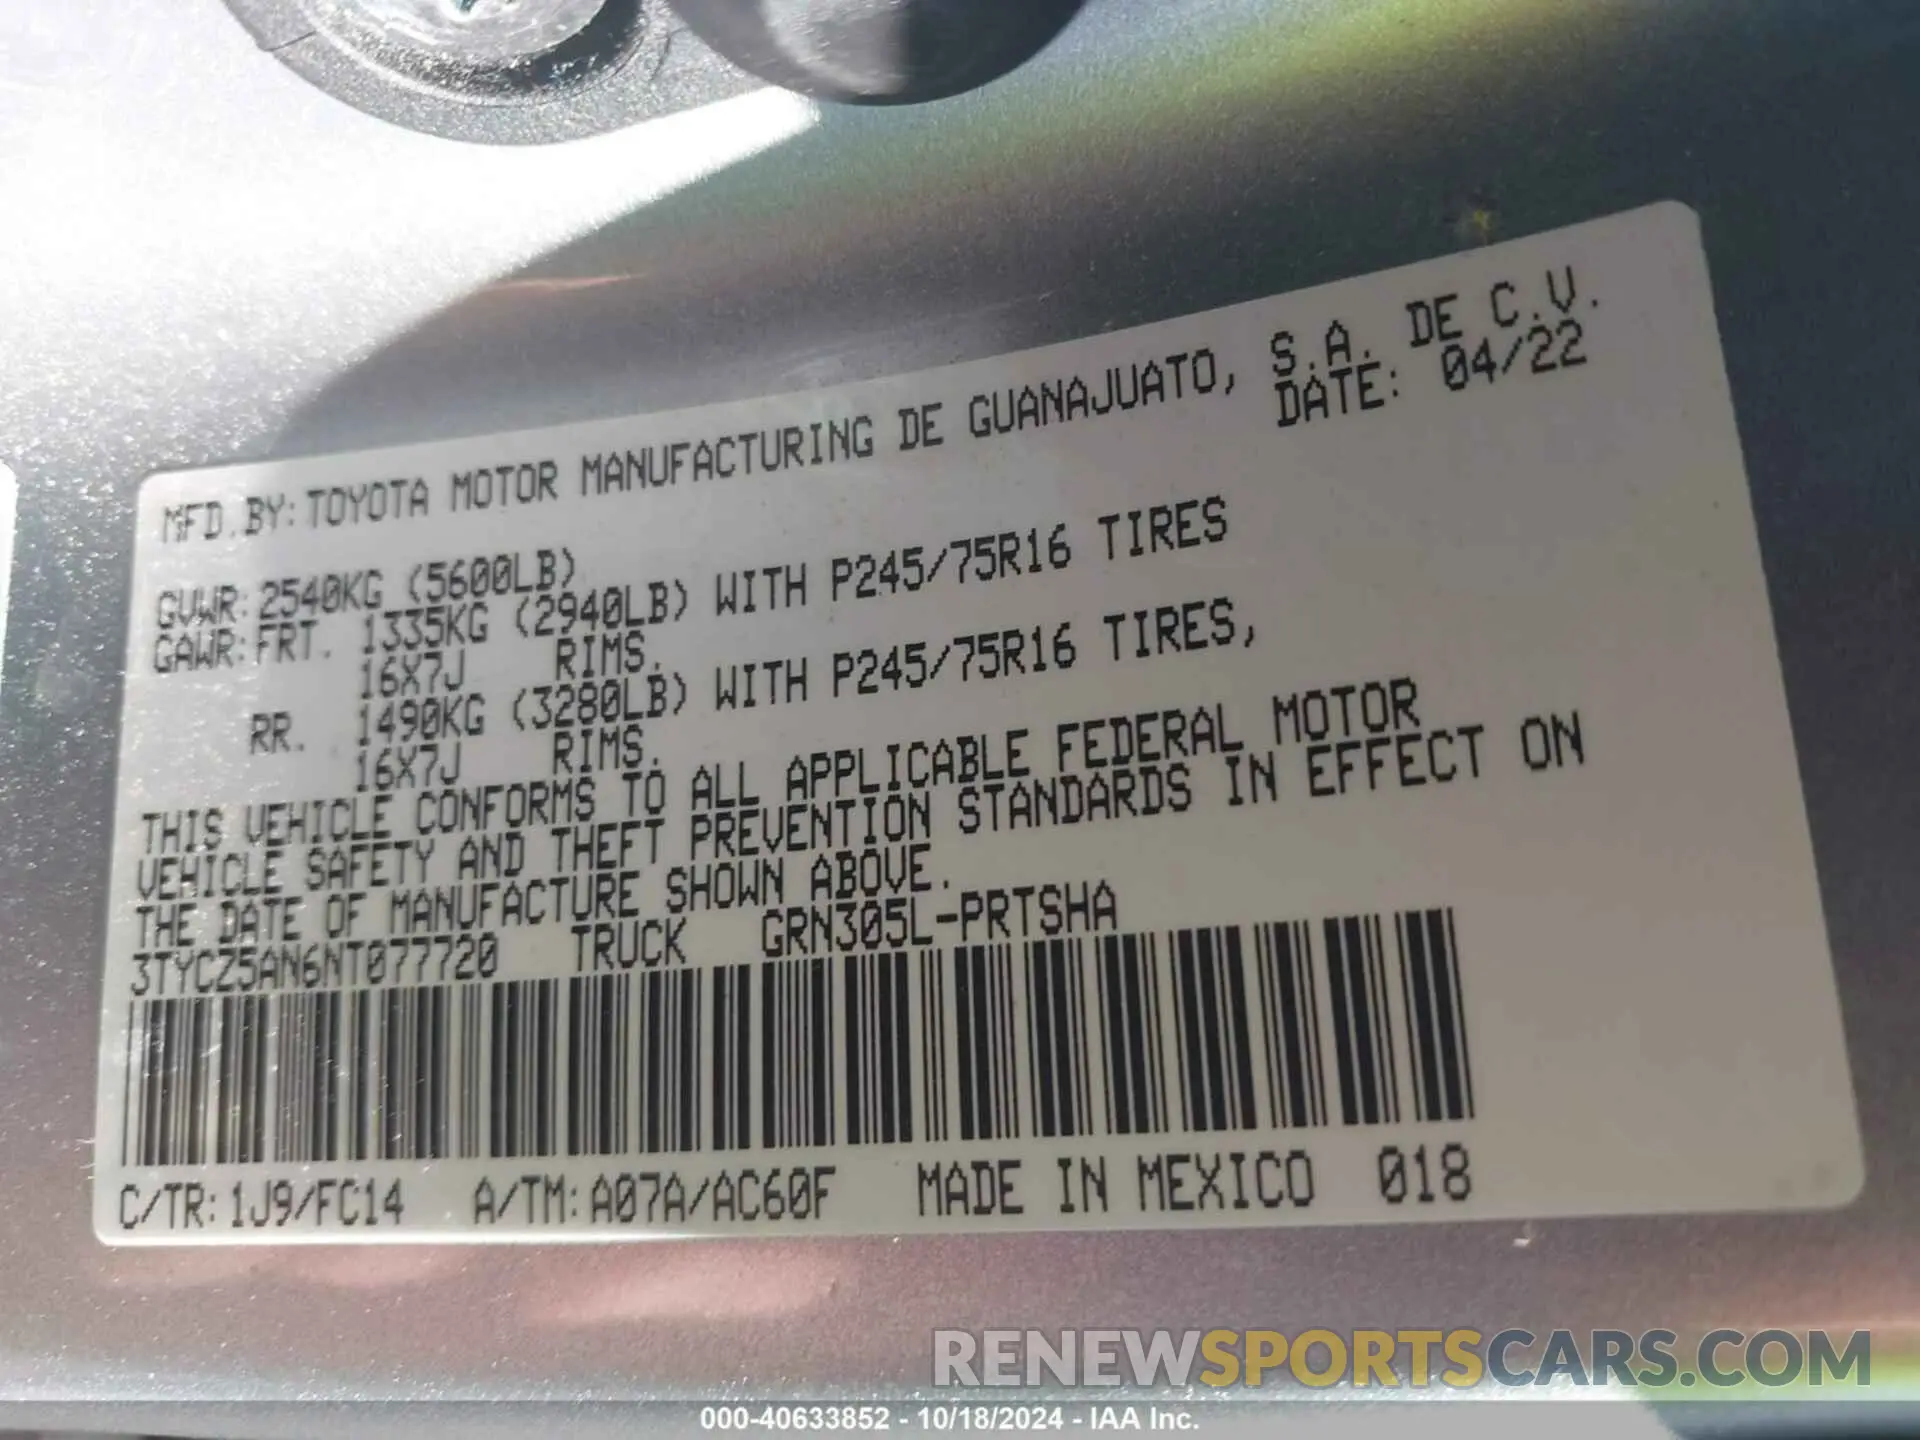 MFD.BY: TOYOTA MOTOR MANUFACTURING DE GUANAJUATO, S.A. DE C.V.
DATE: 04/22
GVWR: 2540KG (5600LB)
GAWR: FRT. 1335KG (2940LB) WITH P245/75R16 TIRES
16X7J RIMS.
RR. 1490KG (3280LB) WITH P245/75R16 TIRES,
16X7J RIMS.
THIS VEHICLE CONFORMS TO ALL APPLICABLE FEDERAL MOTOR
VEHICLE SAFETY AND THEFT PREVENTION STANDARDS IN EFFECT ON
THE DATE OF MANUFACTURE SHOWN ABOVE.
3TYCZ5AN6NT077720 TRUCK GRN305L-PRTSHA
C/TR: 1J9/FC14 A/TM: A07A/AC60F MADE IN MEXICO 018
RENEWSPORTSCARS.COM
000-40633852 - 10/18/2024 - IAA Inc.